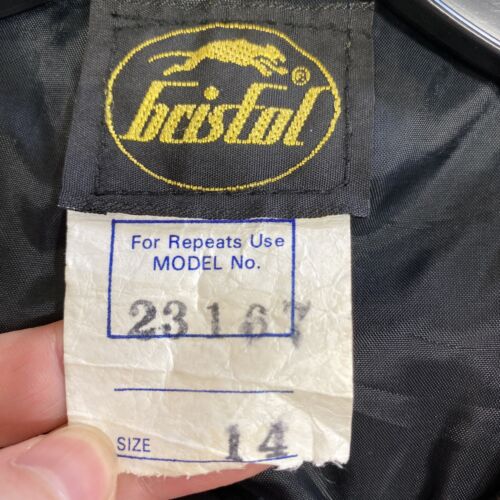 bristol ®
For Repeats Use
MODEL No.
23167
SIZE 14